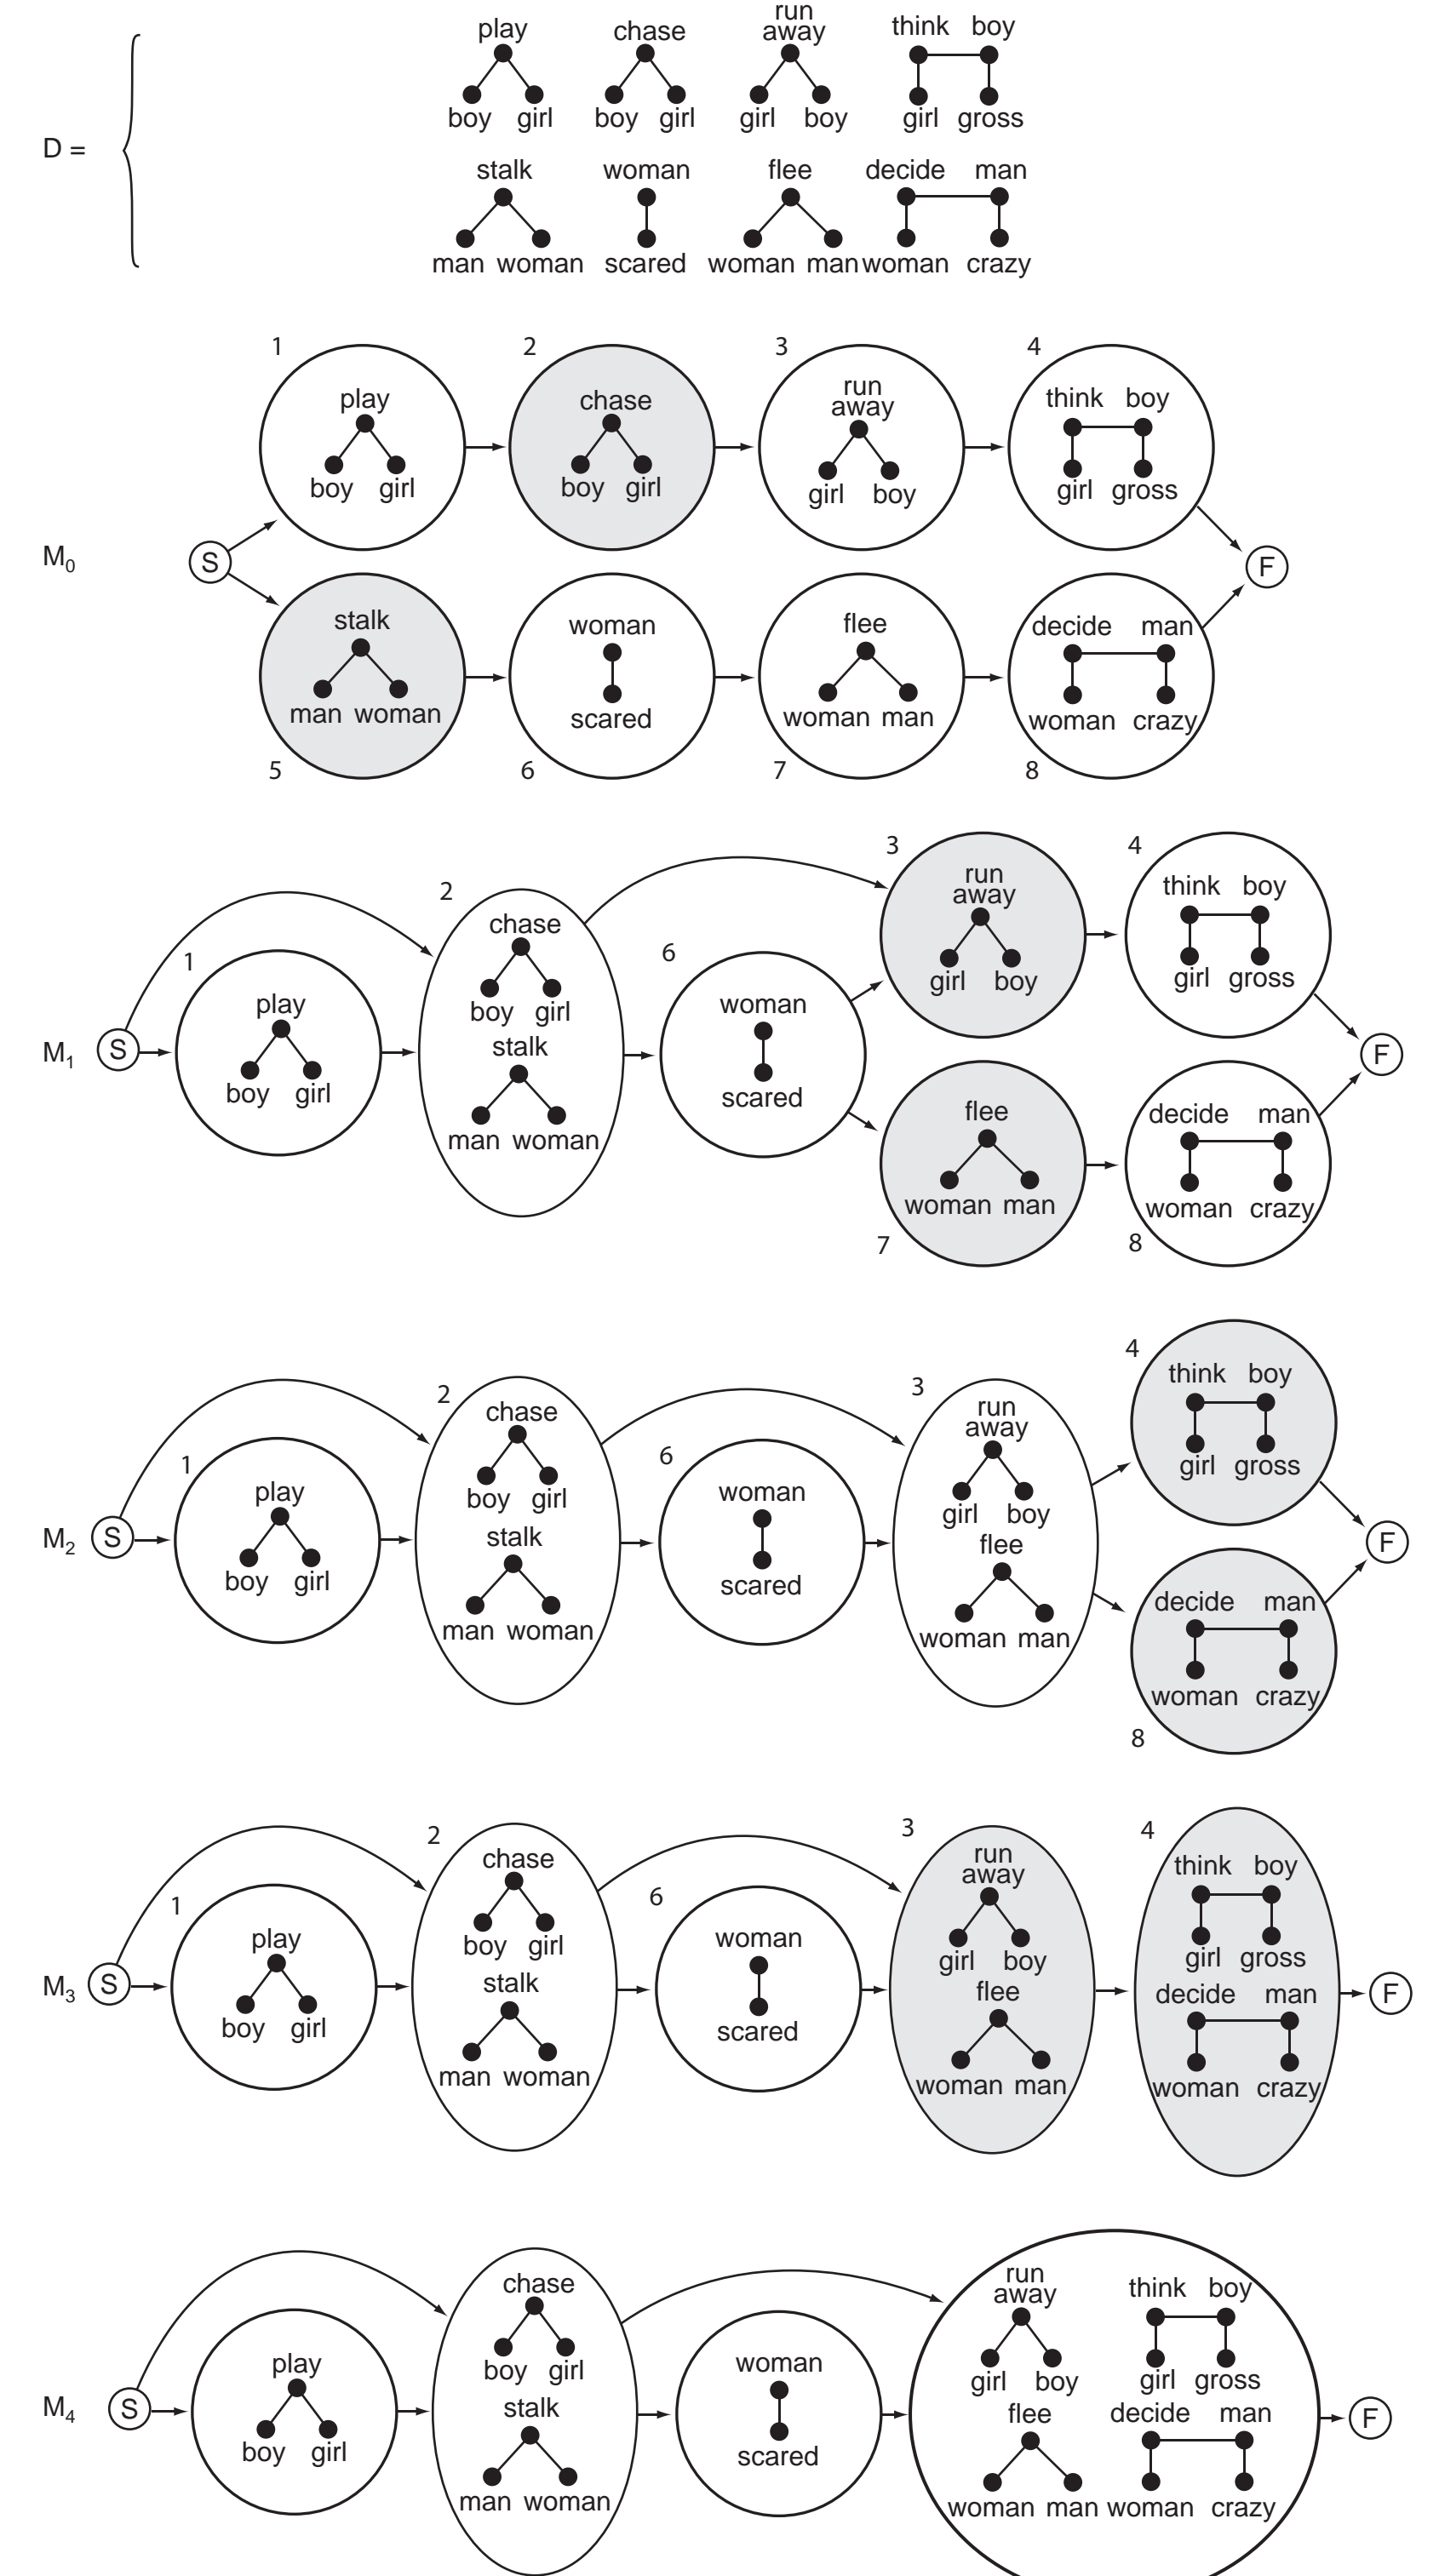 play chase run away think boy
boy girl boy girl girl boy girl gross
D =
stalk woman flee decide man
man woman scared woman man woman crazy
1 2 3 4
play chase run away think boy
boy girl boy girl girl boy girl gross
M0 S F
stalk woman flee decide man
man woman scared woman man woman crazy
5 6 7 8
3 4
run away think boy
girl boy girl gross
2
chase
boy girl
1 6
play woman
stalk
M1 S F
boy girl scared
man woman
flee decide man
woman man woman crazy
7 8
4
think boy
girl gross
2 3
chase run away
boy girl girl boy
1 6
play woman
stalk flee
M2 S F
boy girl scared
man woman woman man
decide man
woman crazy
8
2 3 4
chase run away think boy
boy girl girl boy girl gross
1 6
play woman
stalk flee decide man
M3 S F
boy girl scared
man woman woman man woman crazy
chase run away think boy
boy girl girl boy girl gross
play woman
stalk flee decide man
M4 S F
boy girl scared
man woman woman man woman crazy